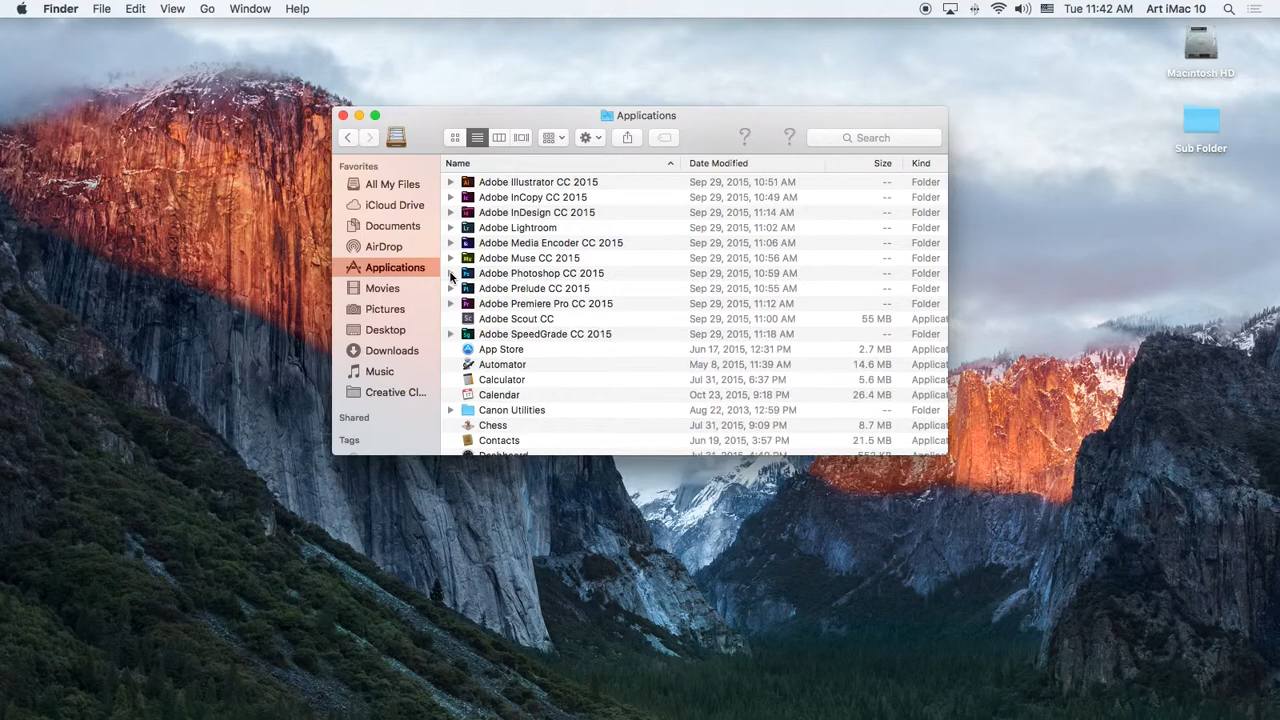 Finder File Edit View Go Window Help Tue 11:42 AM Art iMac 10
Macintosh HD
Sub Folder
Applications
Search
Favorites
All My Files
iCloud Drive
Documents
AirDrop
Applications
Movies
Pictures
Desktop
Downloads
Music
Creative Cl...
Shared
Tags
Name Date Modified Size Kind
Adobe Illustrator CC 2015 Sep 29, 2015, 10:51 AM -- Folder
Adobe InCopy CC 2015 Sep 29, 2015, 10:49 AM -- Folder
Adobe InDesign CC 2015 Sep 29, 2015, 11:14 AM -- Folder
Adobe Lightroom Sep 29, 2015, 11:02 AM -- Folder
Adobe Media Encoder CC 2015 Sep 29, 2015, 11:06 AM -- Folder
Adobe Muse CC 2015 Sep 29, 2015, 10:56 AM -- Folder
Adobe Photoshop CC 2015 Sep 29, 2015, 10:59 AM -- Folder
Adobe Prelude CC 2015 Sep 29, 2015, 10:55 AM -- Folder
Adobe Premiere Pro CC 2015 Sep 29, 2015, 11:12 AM -- Folder
Adobe Scout CC Sep 29, 2015, 11:00 AM 55 MB Applicat
Adobe SpeedGrade CC 2015 Sep 29, 2015, 11:18 AM -- Folder
App Store Jun 17, 2015, 12:31 PM 2.7 MB Applicat
Automator May 8, 2015, 11:39 AM 14.6 MB Applicat
Calculator Jul 31, 2015, 6:37 PM 5.6 MB Applicat
Calendar Oct 23, 2015, 9:18 PM 26.4 MB Applicat
Canon Utilities Aug 22, 2013, 12:59 PM -- Folder
Chess Jul 31, 2015, 9:09 PM 8.7 MB Applicat
Contacts Jun 19, 2015, 3:57 PM 21.5 MB Applicat